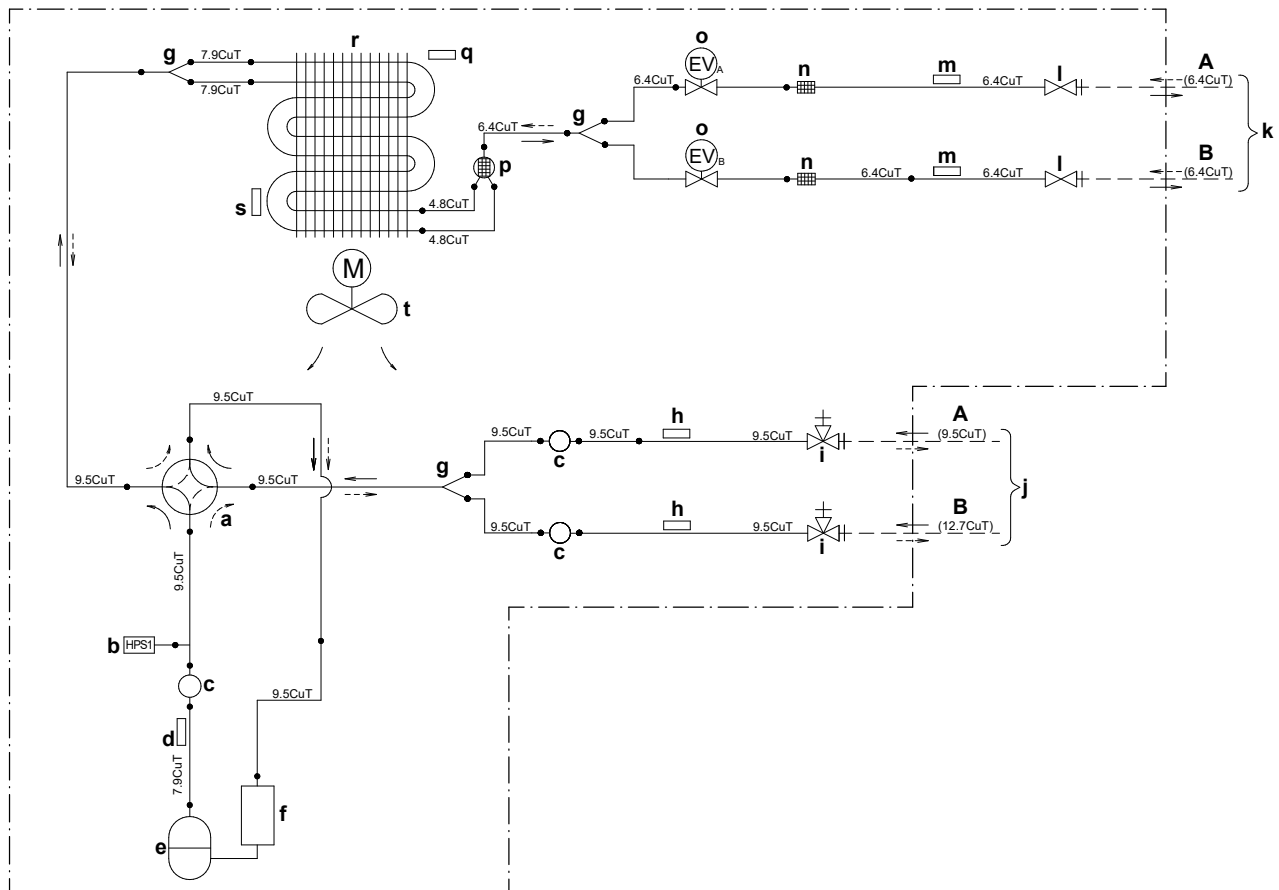 r
q
g
7.9CuT
7.9CuT
o
EVA
n
m
l
A
6.4CuT
6.4CuT
(6.4CuT)
k
g
6.4CuT
p
o
EVB
n
m
l
B
6.4CuT
6.4CuT
(6.4CuT)
s
4.8CuT
4.8CuT
M
t
9.5CuT
9.5CuT
a
9.5CuT
g
9.5CuT
c
9.5CuT
h
9.5CuT
i
A
(9.5CuT)
j
9.5CuT
c
h
9.5CuT
i
B
(12.7CuT)
9.5CuT
b
HPS1
c
9.5CuT
d
7.9CuT
f
e